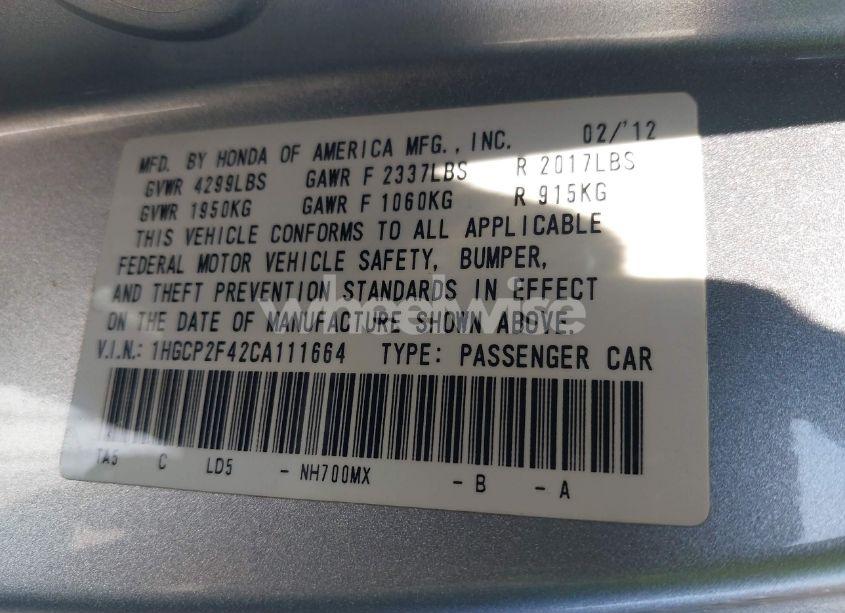 MFD. BY HONDA OF AMERICA MFG., INC. 02/'12
GVWR 4299LBS GAWR F 2337LBS R 2017LBS
GVWR 1950KG GAWR F 1060KG R 915KG
THIS VEHICLE CONFORMS TO ALL APPLICABLE
FEDERAL MOTOR VEHICLE SAFETY, BUMPER,
AND THEFT PREVENTION STANDARDS IN EFFECT
wheelwire
ON THE DATE OF MANUFACTURE SHOWN ABOVE.
V.I.N.: 1HGCP2F42CA111664 TYPE: PASSENGER CAR
TA5 C LD5 - NH700MX - B - A